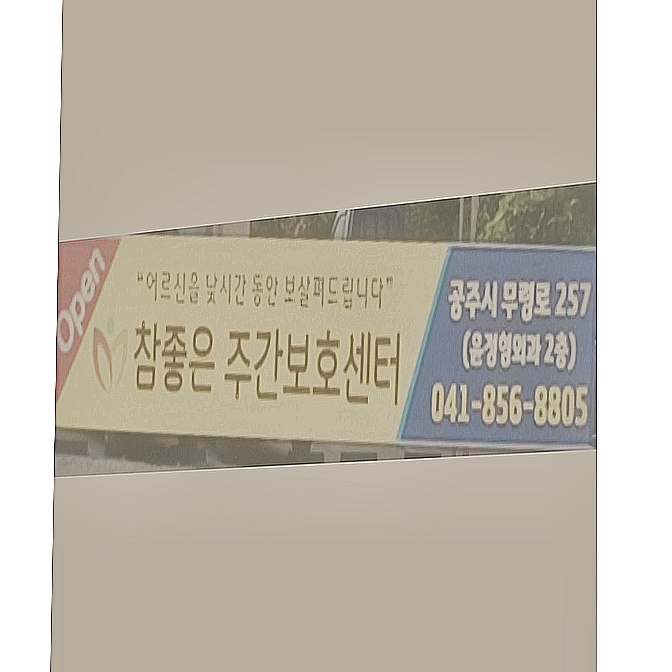 Open
"어르신을 낮시간 동안 보살펴드립니다"
참좋은 주간보호센터
공주시 무령로 257
(윤정형외과 2층)
041-856-8805